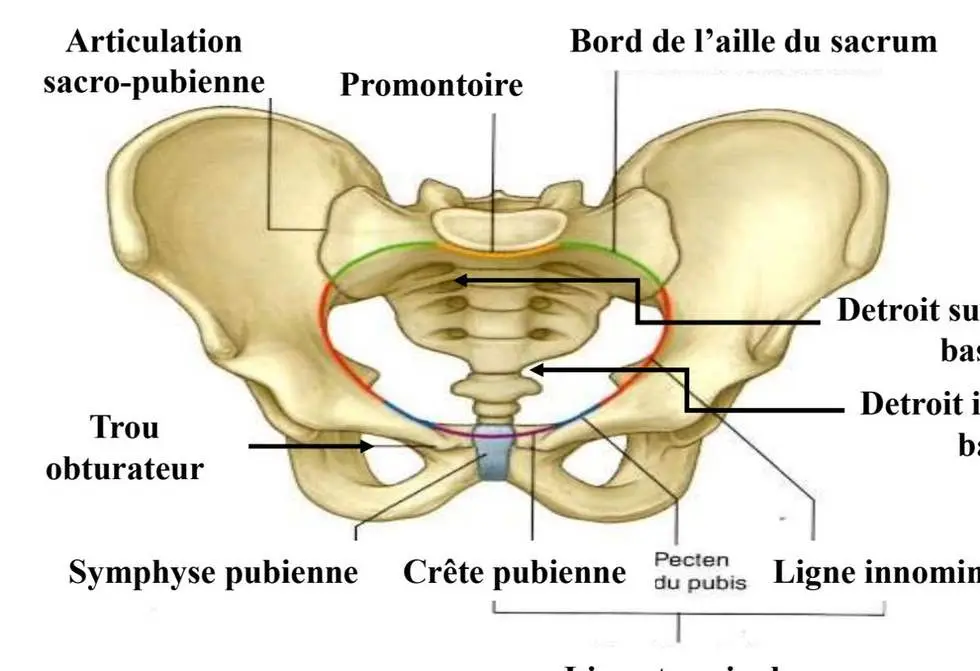 Articulation
sacro-pubienne
Promontoire
Bord de l’aille du sacrum
Detroit su
bas
Detroit i
ba
Trou
obturateur
Symphyse pubienne
Crête pubienne
Pecten
du pubis
Ligne innomin